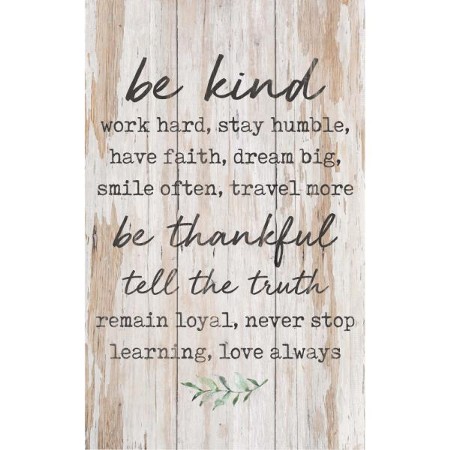 be kind
work hard, stay humble,
have faith, dream big,
smile often, travel more
be thankful
tell the truth
remain loyal, never stop
learning, love always